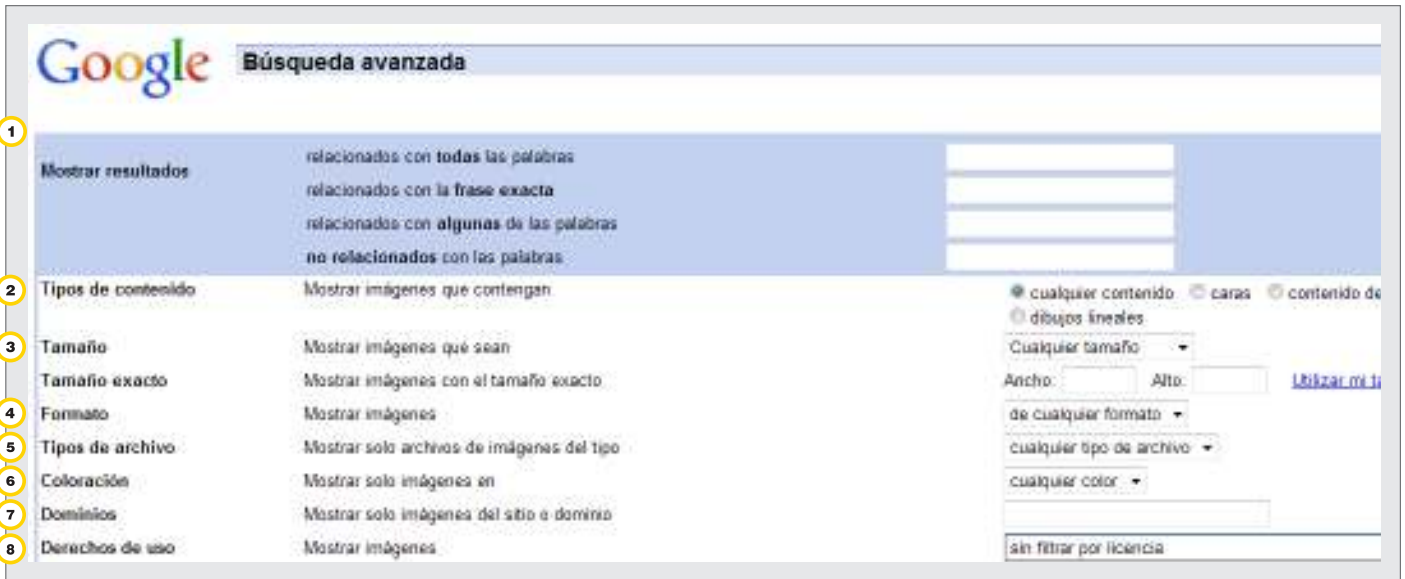 Google Búsqueda avanzada
1
Mostrar resultados
relacionados con todas las palabras
relacionados con la frase exacta
relacionados con algunas de las palabras
no relacionados con las palabras
2 Tipos de contenido Mostrar imágenes que contengan cualquier contenido caras contenido de
dibujos lineales
3 Tamaño Mostrar imágenes que sean Cualquier tamaño
Tamaño exacto Mostrar imágenes con el tamaño exacto Ancho: Alto: Utilizar mi ta
4 Formato Mostrar imágenes de cualquier formato
5 Tipos de archivo Mostrar solo archivos de imágenes del tipo cualquier tipo de archivo
6 Coloración Mostrar solo imágenes en cualquier color
7 Dominios Mostrar solo imágenes del sitio o dominio
8 Derechos de uso Mostrar imágenes sin filtrar por licencia